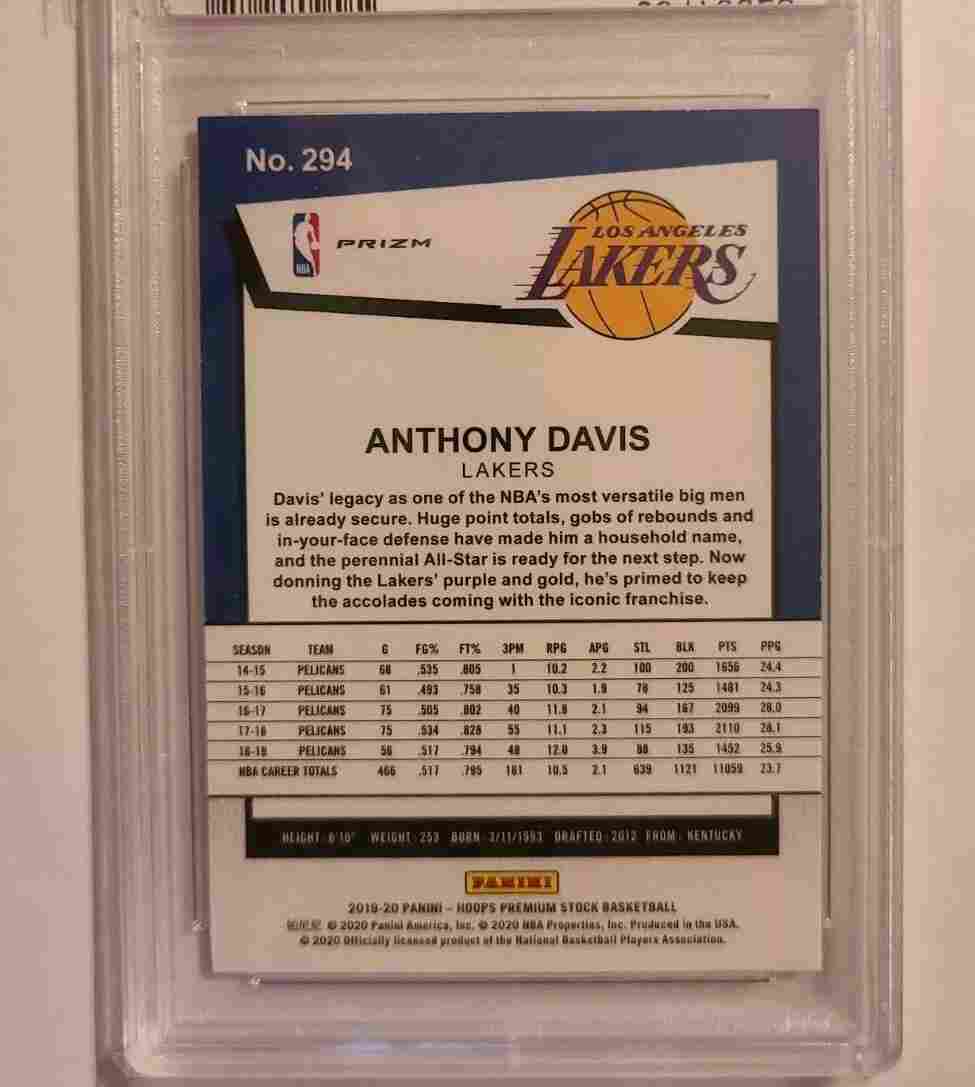 No. 294
NBA
PRIZM
LOS ANGELES
LAKERS
ANTHONY DAVIS
LAKERS
Davis' legacy as one of the NBA's most versatile big men
is already secure. Huge point totals, gobs of rebounds and
in-your-face defense have made him a household name,
and the perennial All-Star is ready for the next step. Now
donning the Lakers' purple and gold, he's primed to keep
the accolades coming with the iconic franchise.
SEASON TEAM G FG% FT% 3PM RPG APG STL BLK PTS PPG
14-15 PELICANS 68 .535 .805 1 10.2 2.2 100 200 1656 24.4
15-16 PELICANS 61 .493 .758 35 10.3 1.9 78 125 1481 24.3
16-17 PELICANS 75 .505 .802 40 11.8 2.1 94 167 2099 28.0
17-18 PELICANS 75 .534 .828 55 11.1 2.3 115 193 2110 28.1
18-19 PELICANS 56 .517 .794 48 12.0 3.9 88 135 1452 25.9
NBA CAREER TOTALS 466 .517 .795 181 10.5 2.1 639 1121 11059 23.7
HEIGHT: 6'10" WEIGHT: 253 BORN: 3/11/1993 DRAFTED: 2012 FROM: KENTUCKY
PANINI
2019-20 PANINI – HOOPS PREMIUM STOCK BASKETBALL
帕尼尼 © 2020 Panini America, Inc. © 2020 NBA Properties, Inc. Produced in the USA.
© 2020 Officially licensed product of the National Basketball Players Association.